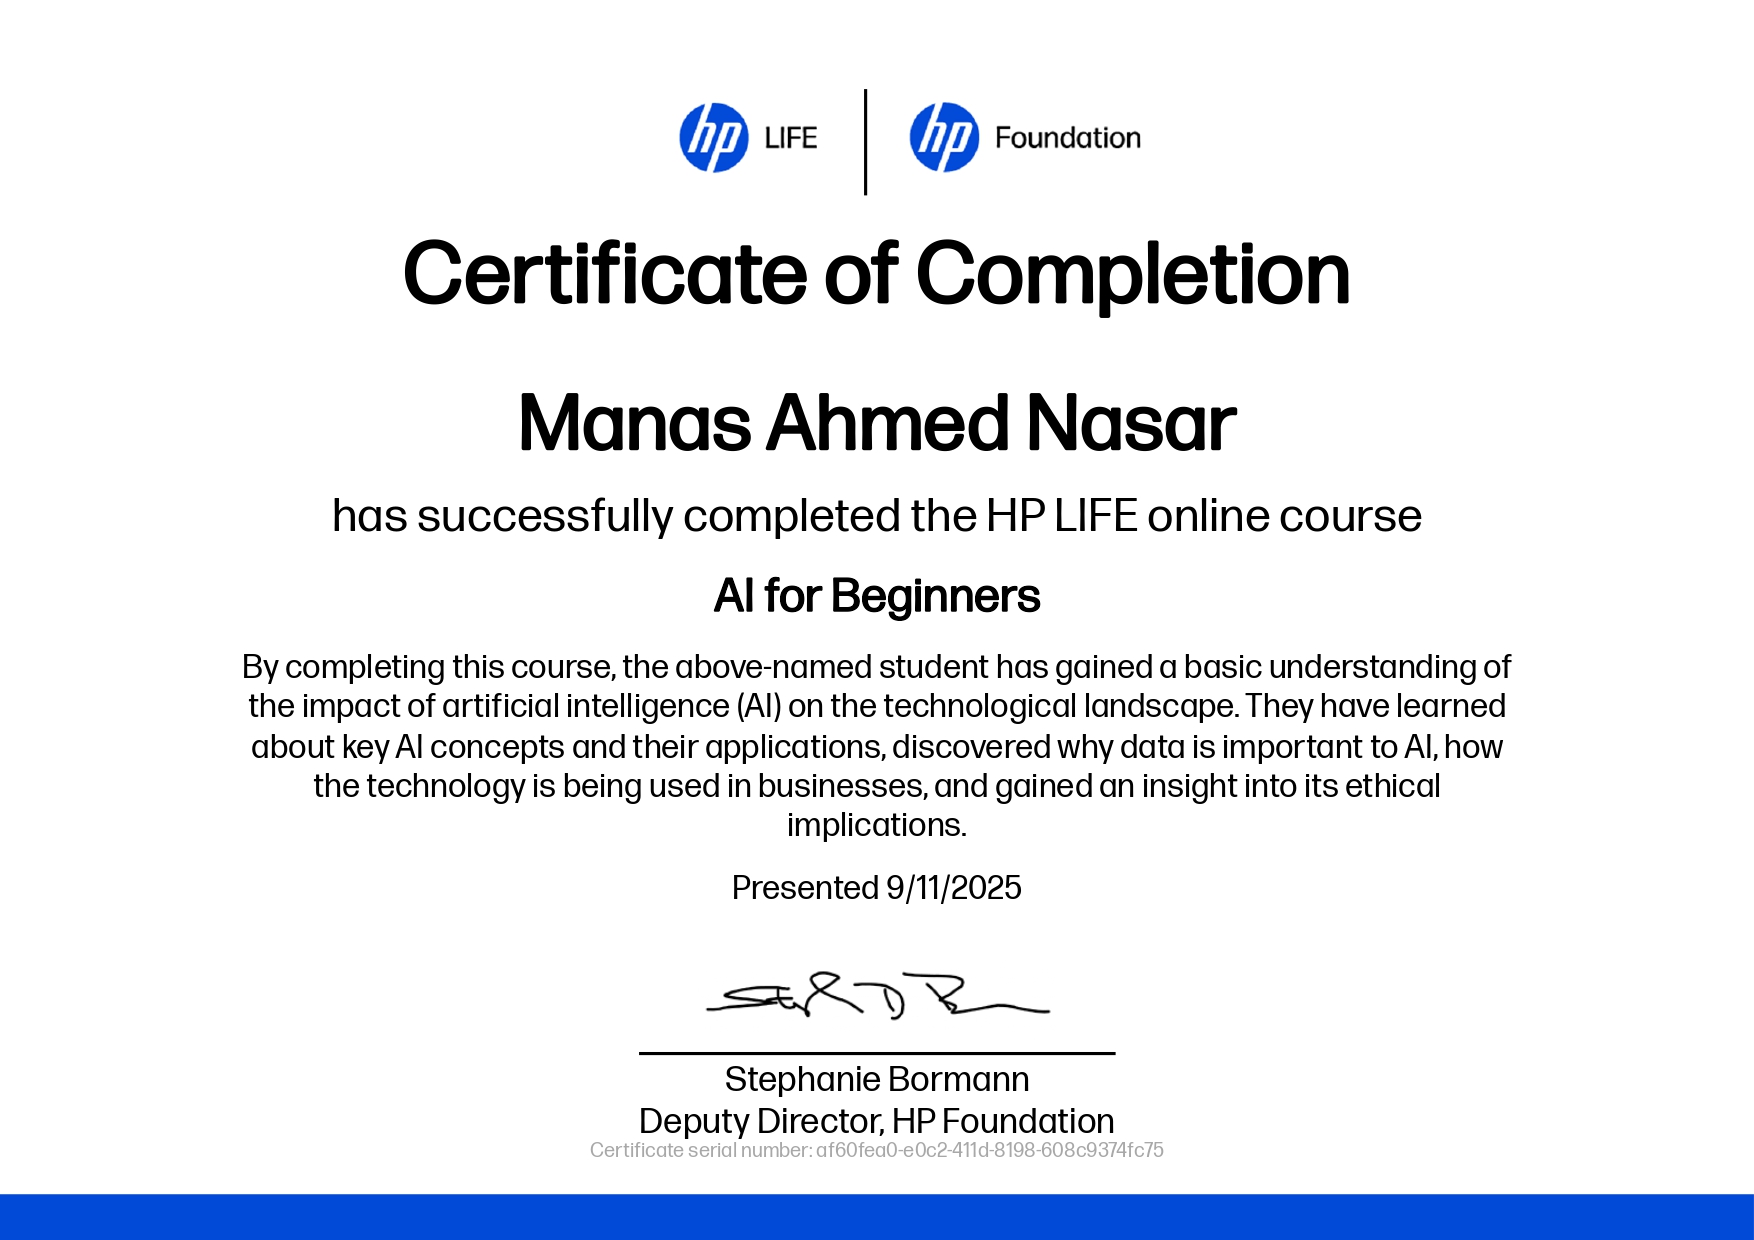 hp LIFE | hp Foundation
Certificate of Completion
Manas Ahmed Nasar
has successfully completed the HP LIFE online course
AI for Beginners
By completing this course, the above-named student has gained a basic understanding of
the impact of artificial intelligence (AI) on the technological landscape. They have learned
about key AI concepts and their applications, discovered why data is important to AI, how
the technology is being used in businesses, and gained an insight into its ethical
implications.
Presented 9/11/2025
Stephanie Bormann
Deputy Director, HP Foundation
Certificate serial number: af60fea0-e0c2-411d-8198-608c9374fc75